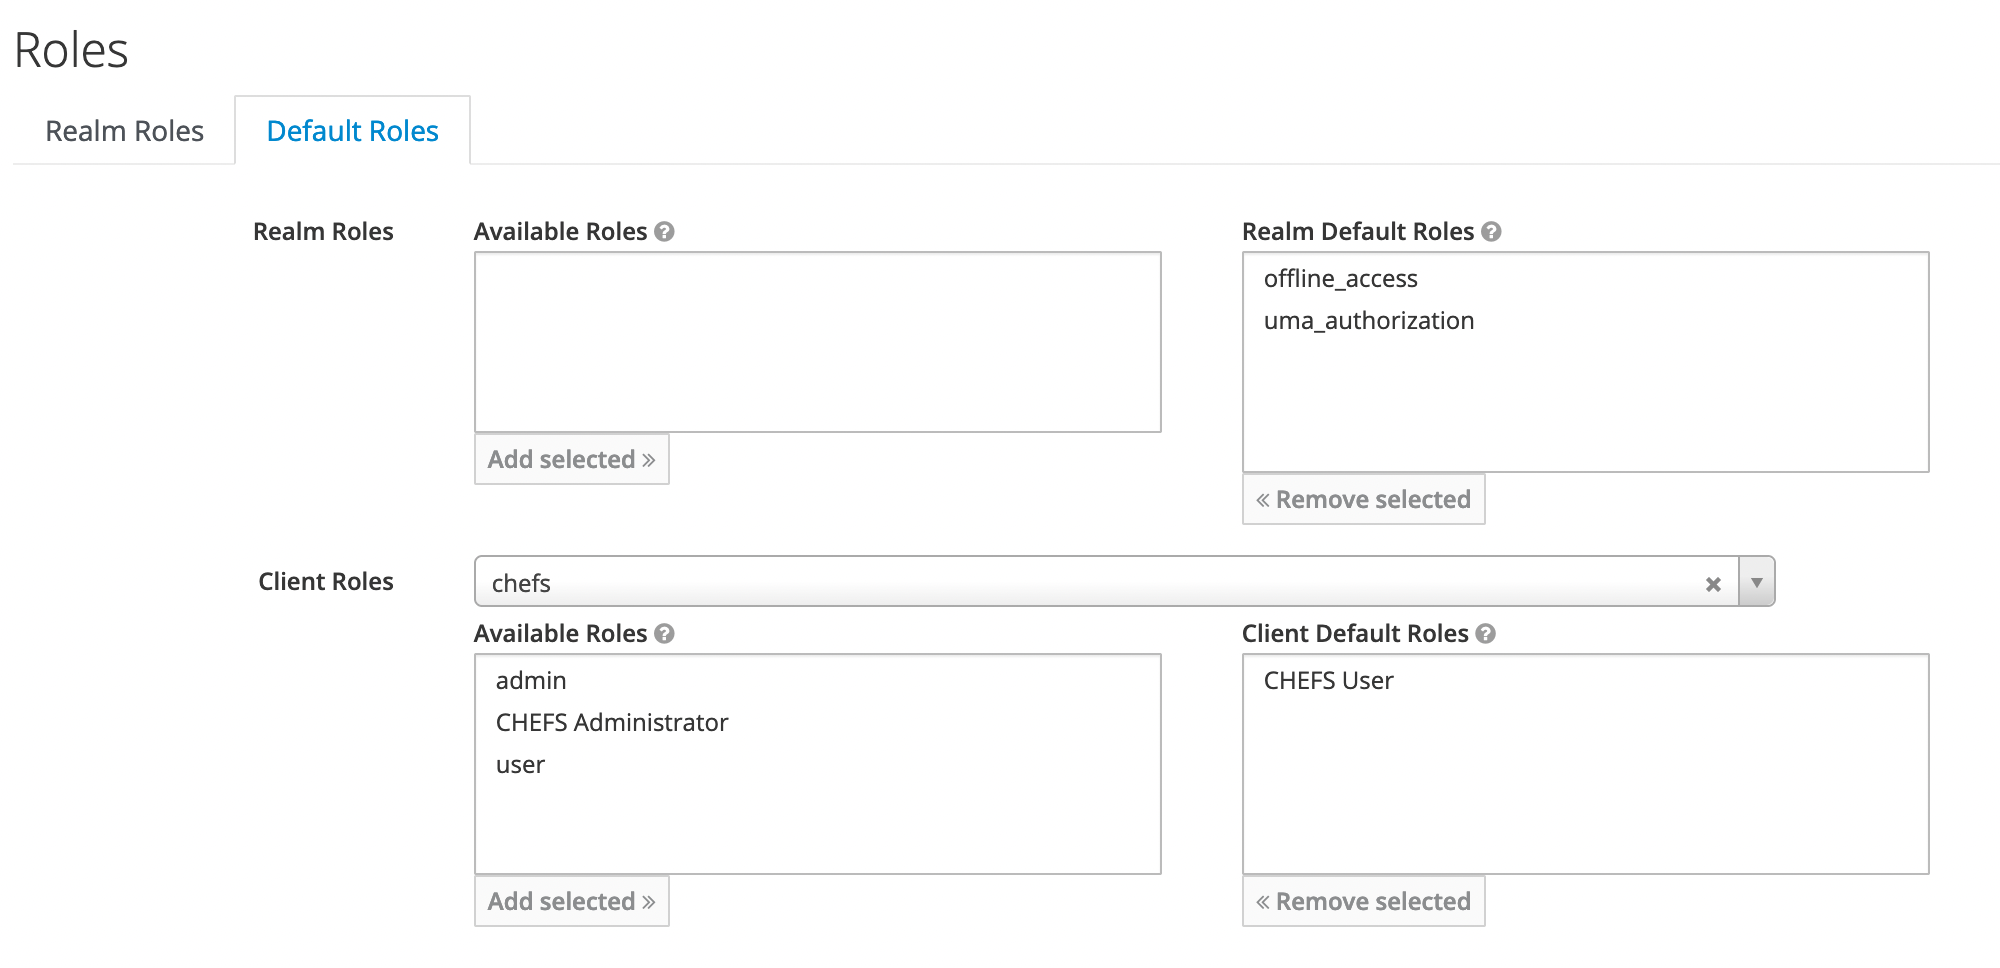 Roles
Realm Roles
Default Roles
Realm Roles
Available Roles
Realm Default Roles
offline_access
uma_authorization
Add selected »
« Remove selected
Client Roles
chefs
Available Roles
Client Default Roles
admin
CHEFS Administrator
user
CHEFS User
Add selected »
« Remove selected